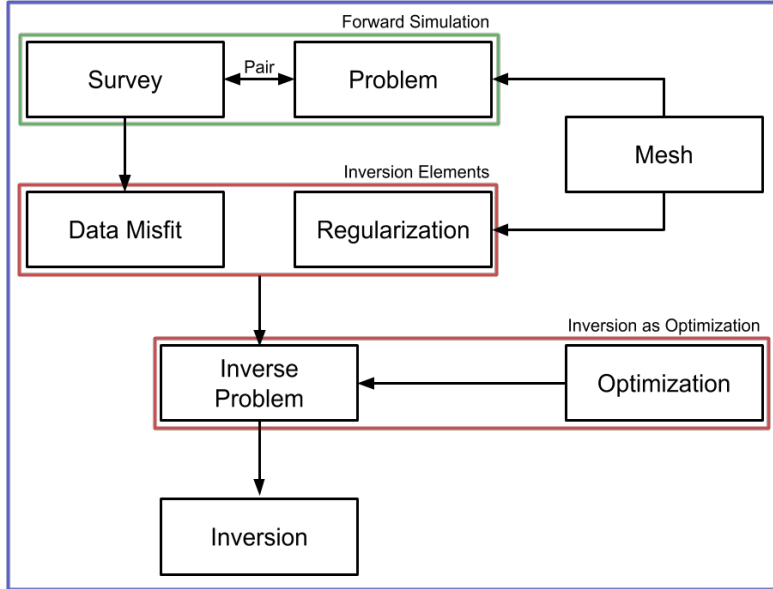 Forward Simulation
Survey
Pair
Problem
Mesh
Inversion Elements
Data Misfit
Regularization
Inversion as Optimization
Inverse
Problem
Optimization
Inversion